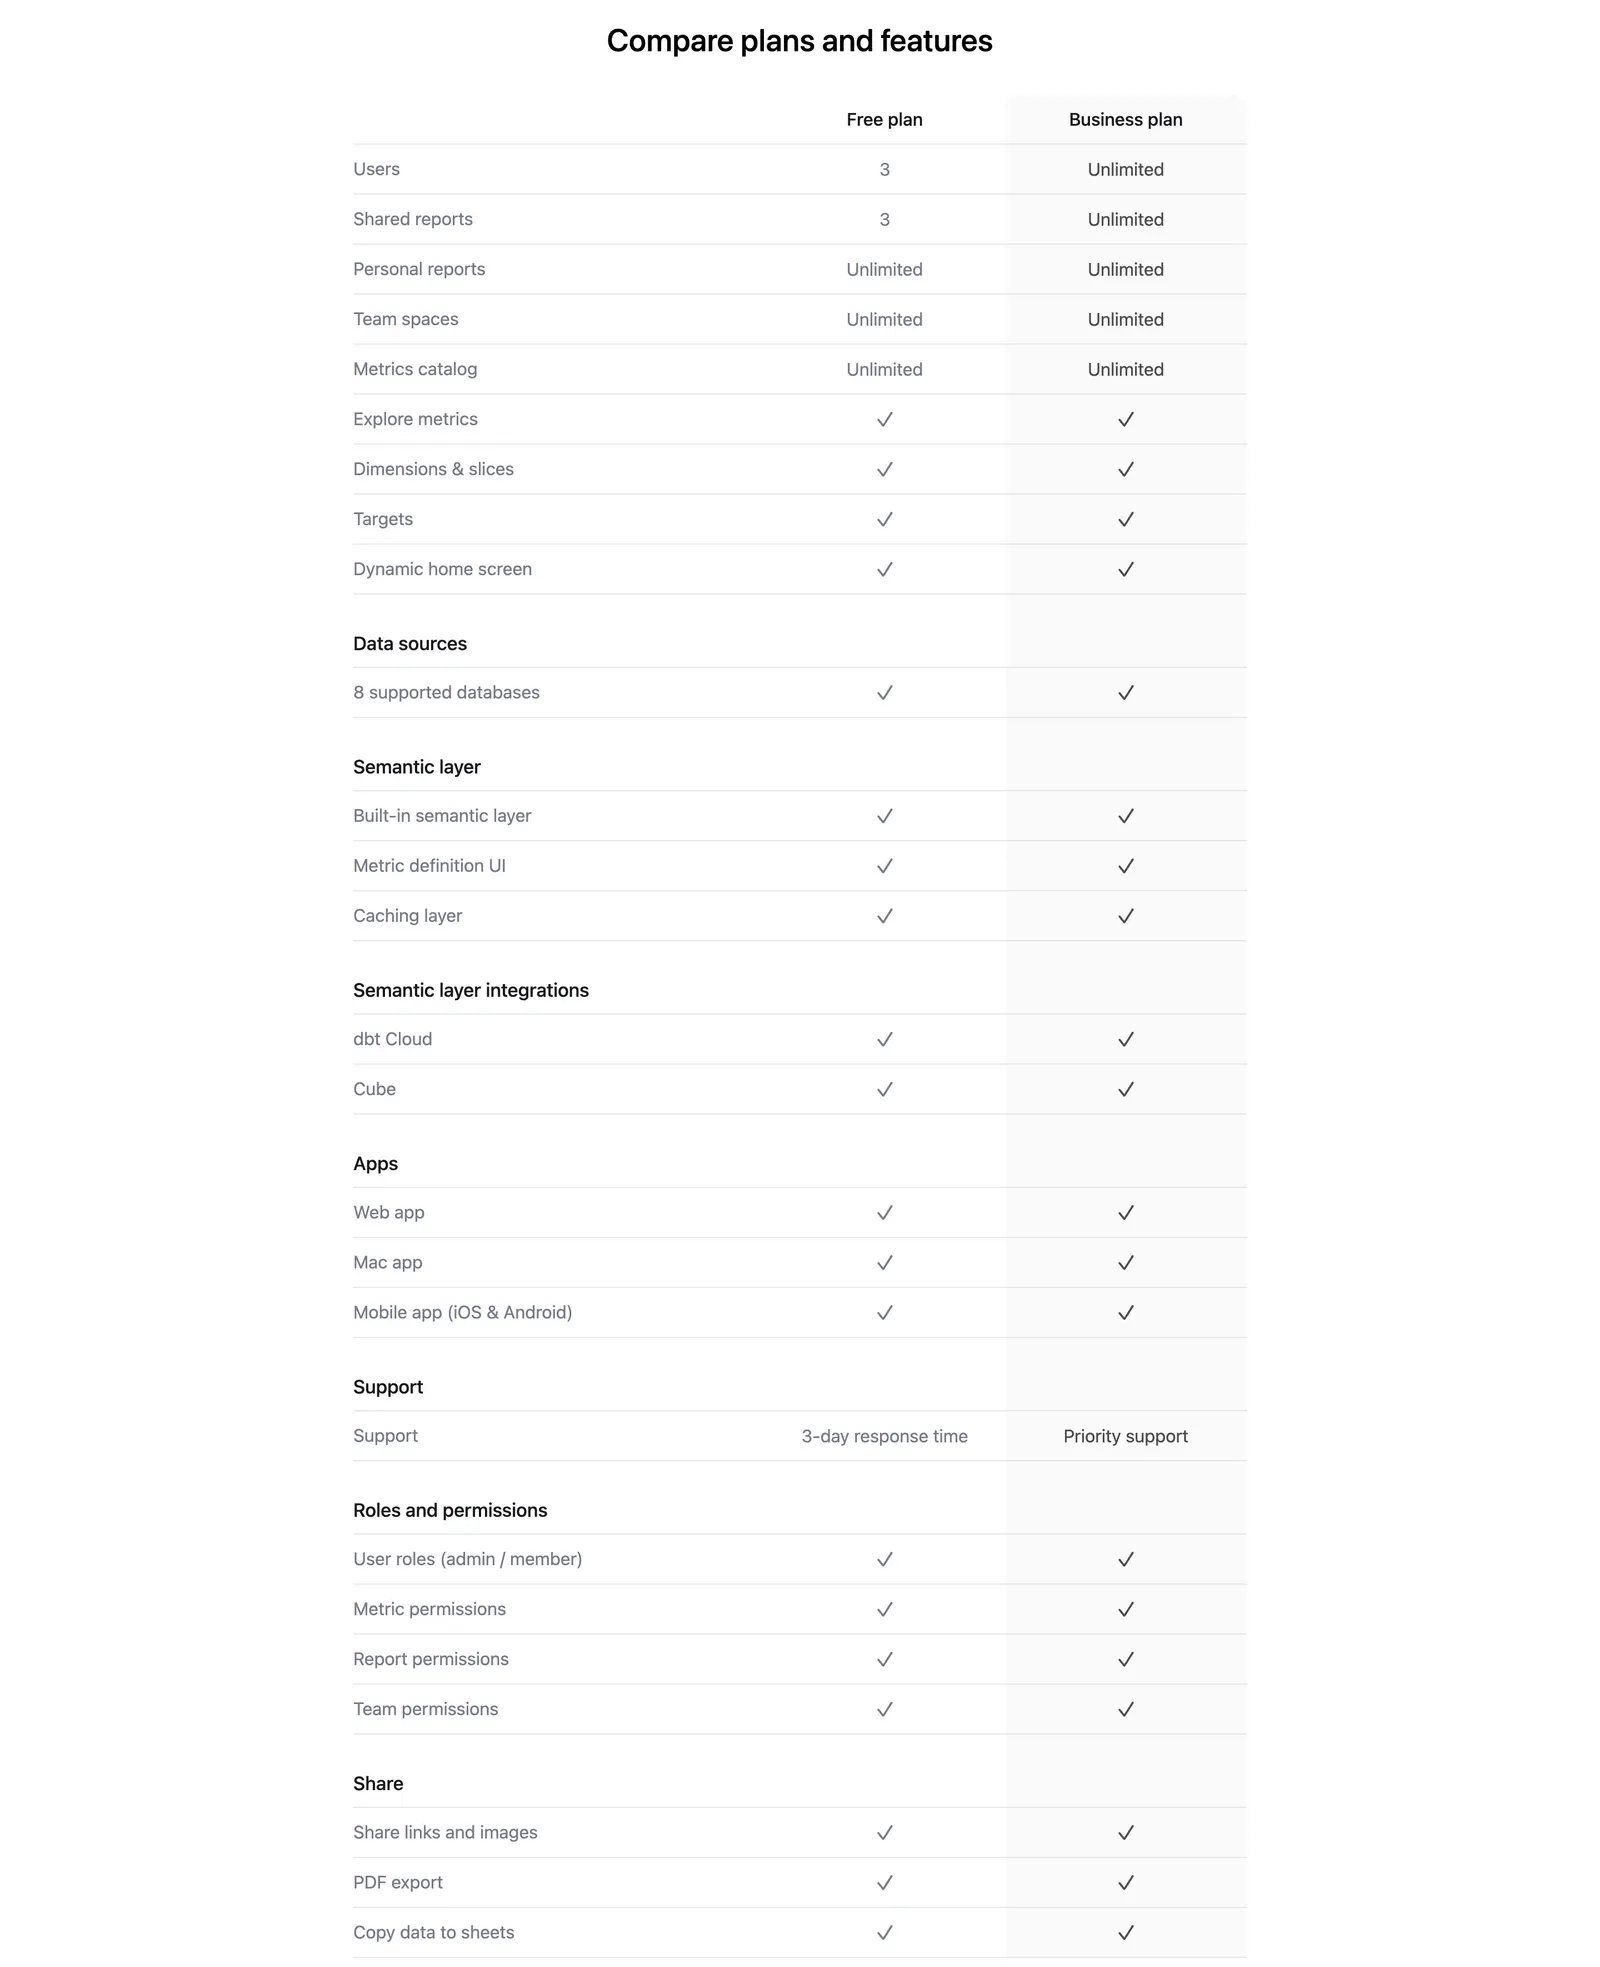 Compare plans and features
Free plan Business plan
Users 3 Unlimited
Shared reports 3 Unlimited
Personal reports Unlimited Unlimited
Team spaces Unlimited Unlimited
Metrics catalog Unlimited Unlimited
Explore metrics ✓ ✓
Dimensions & slices ✓ ✓
Targets ✓ ✓
Dynamic home screen ✓ ✓
Data sources
8 supported databases ✓ ✓
Semantic layer
Built-in semantic layer ✓ ✓
Metric definition UI ✓ ✓
Caching layer ✓ ✓
Semantic layer integrations
dbt Cloud ✓ ✓
Cube ✓ ✓
Apps
Web app ✓ ✓
Mac app ✓ ✓
Mobile app (iOS & Android) ✓ ✓
Support
Support 3-day response time Priority support
Roles and permissions
User roles (admin / member) ✓ ✓
Metric permissions ✓ ✓
Report permissions ✓ ✓
Team permissions ✓ ✓
Share
Share links and images ✓ ✓
PDF export ✓ ✓
Copy data to sheets ✓ ✓